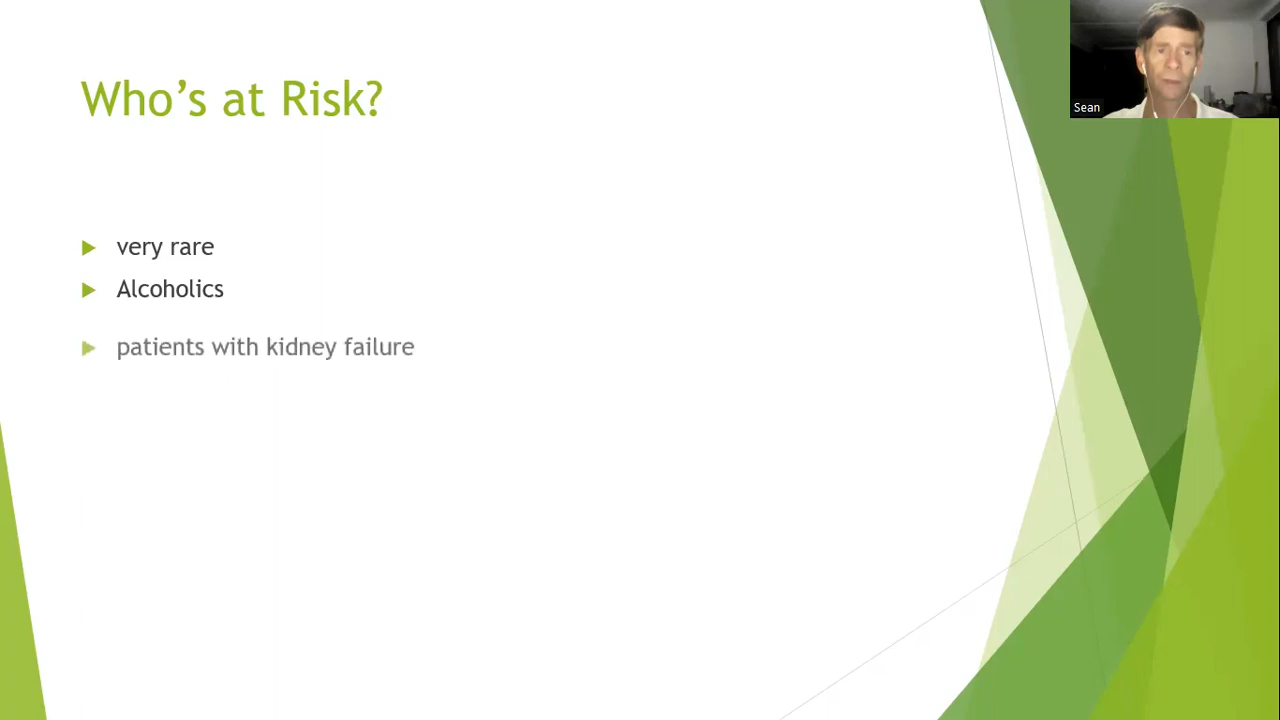 Who's at Risk?
Sean
very rare
Alcoholics
patients with kidney failure